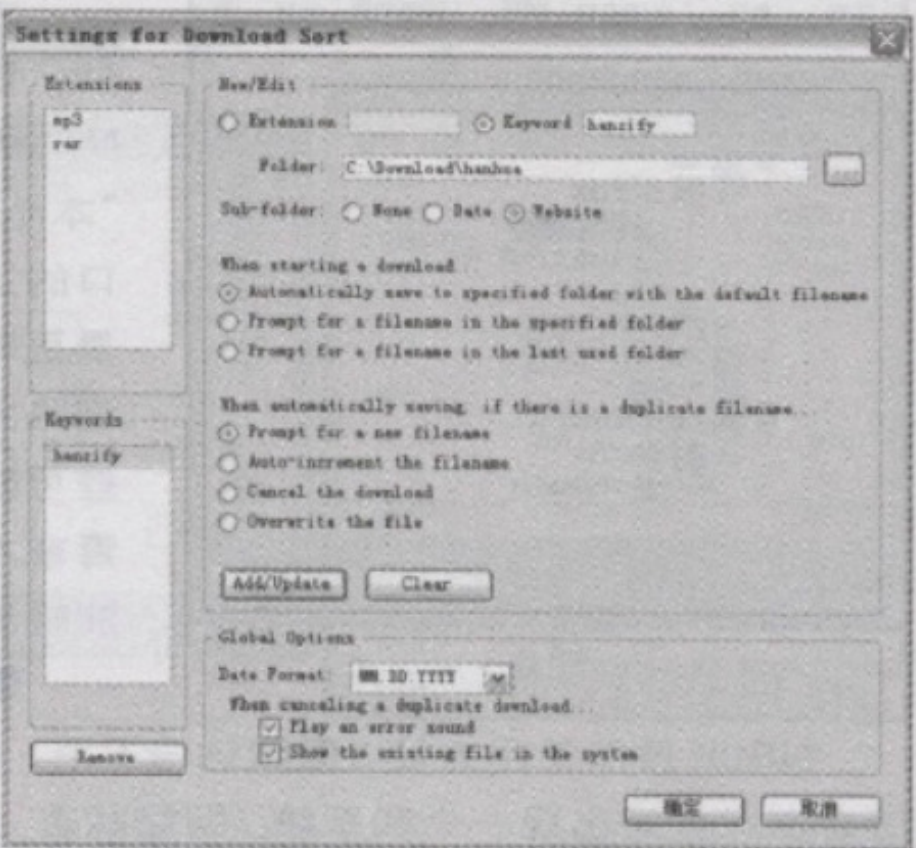 Settings for Download Sort
Extensions
mp3
rar
New/Edit
Extension
Keyword hanzify
Folder: C:\Download\hanhua
...
Sub-folder: None Date Website
When starting a download...
Automatically save to specified folder with the default filename
Prompt for a filename in the specified folder
Prompt for a filename in the last used folder
When automatically saving, if there is a duplicate filename...
Prompt for a new filename
Auto-increment the filename
Cancel the download
Overwrite the file
Add/Update Clear
Keywords
hanzify
Remove
Global Options
Date Format: MM.DD.YYYY
When canceling a duplicate download...
Play an error sound
Show the existing file in the system
確定 取消